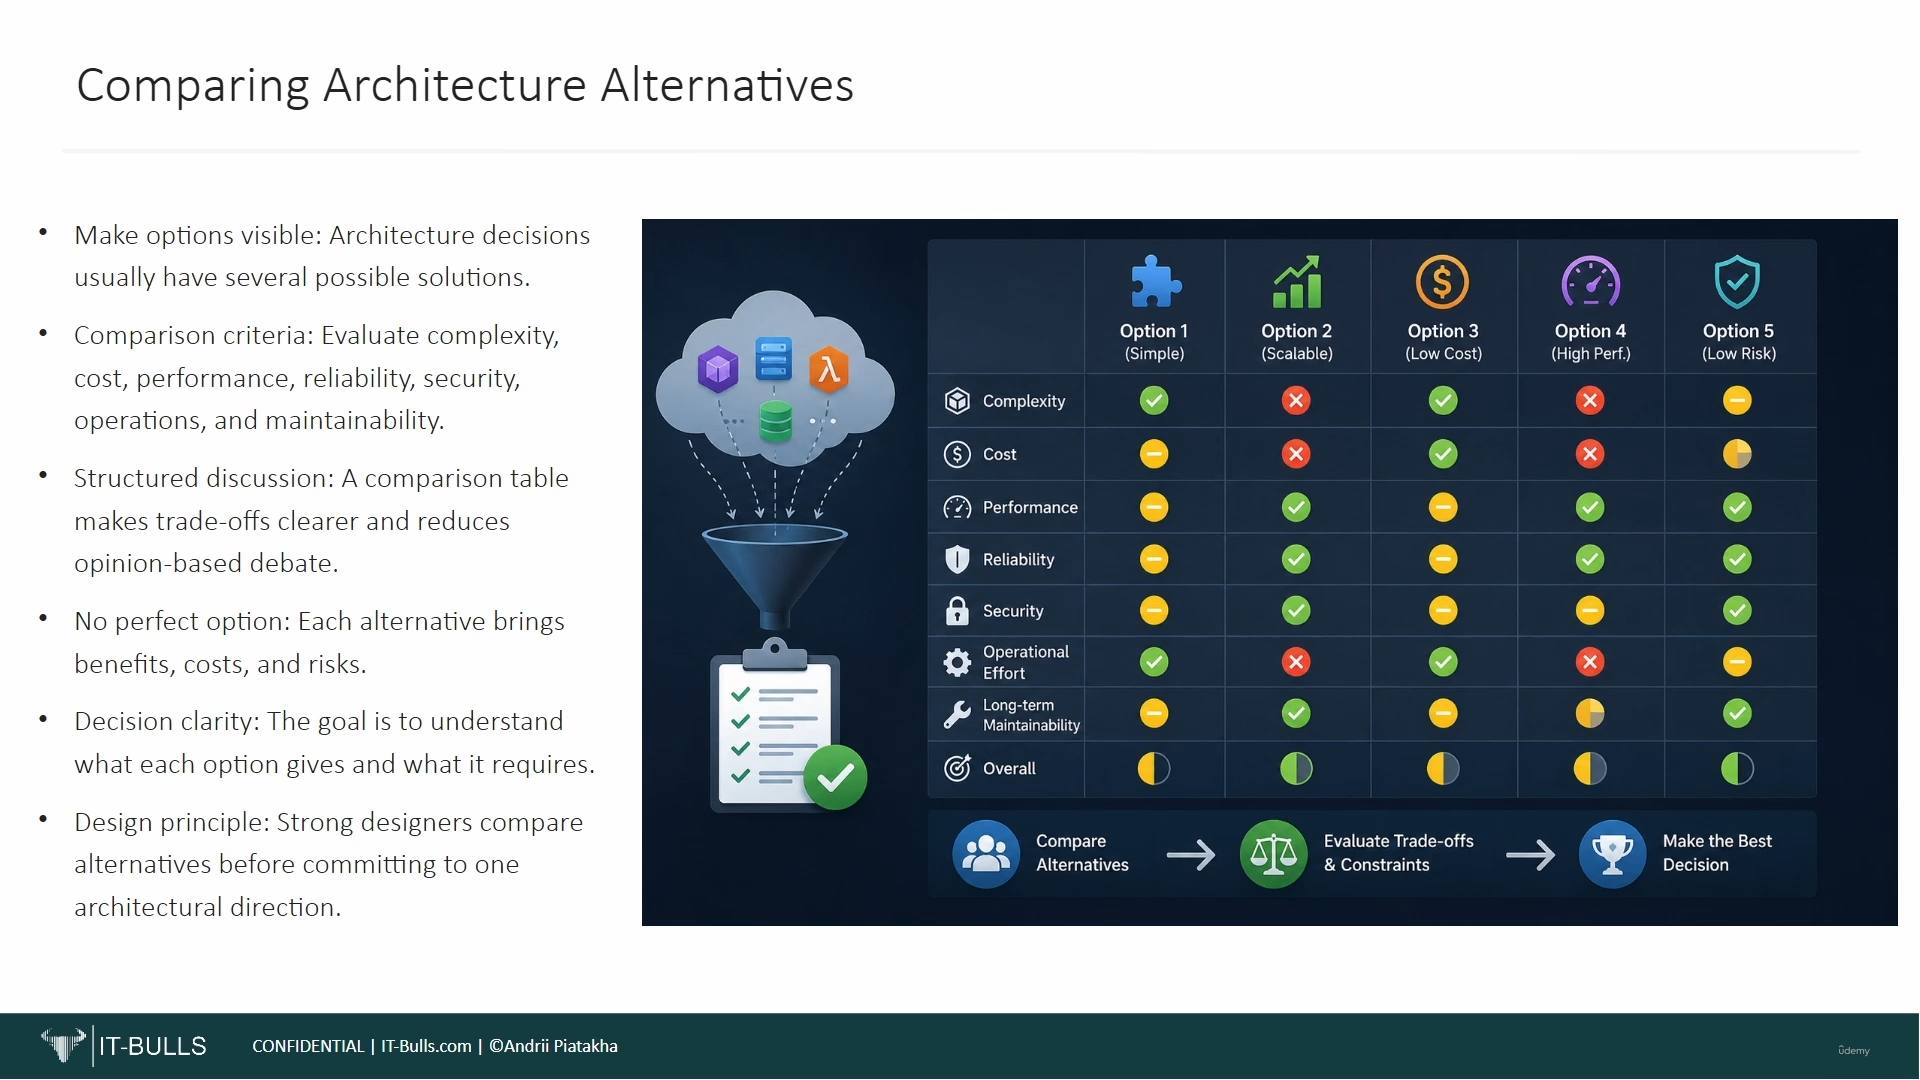 Comparing Architecture Alternatives
• Make options visible: Architecture decisions
usually have several possible solutions.
• Comparison criteria: Evaluate complexity,
cost, performance, reliability, security,
operations, and maintainability.
• Structured discussion: A comparison table
makes trade-offs clearer and reduces
opinion-based debate.
• No perfect option: Each alternative brings
benefits, costs, and risks.
• Decision clarity: The goal is to understand
what each option gives and what it requires.
• Design principle: Strong designers compare
alternatives before committing to one
architectural direction.
λ
$
Option 1
(Simple)
Option 2
(Scalable)
Option 3
(Low Cost)
Option 4
(High Perf.)
Option 5
(Low Risk)
Complexity
$ Cost
Performance
Reliability
Security
Operational
Effort
Long-term
Maintainability
Overall
Compare
Alternatives
Evaluate Trade-offs
& Constraints
Make the Best
Decision
IT-BULLS
CONFIDENTIAL | IT-Bulls.com | ©Andrii Piatakha
ûdemy